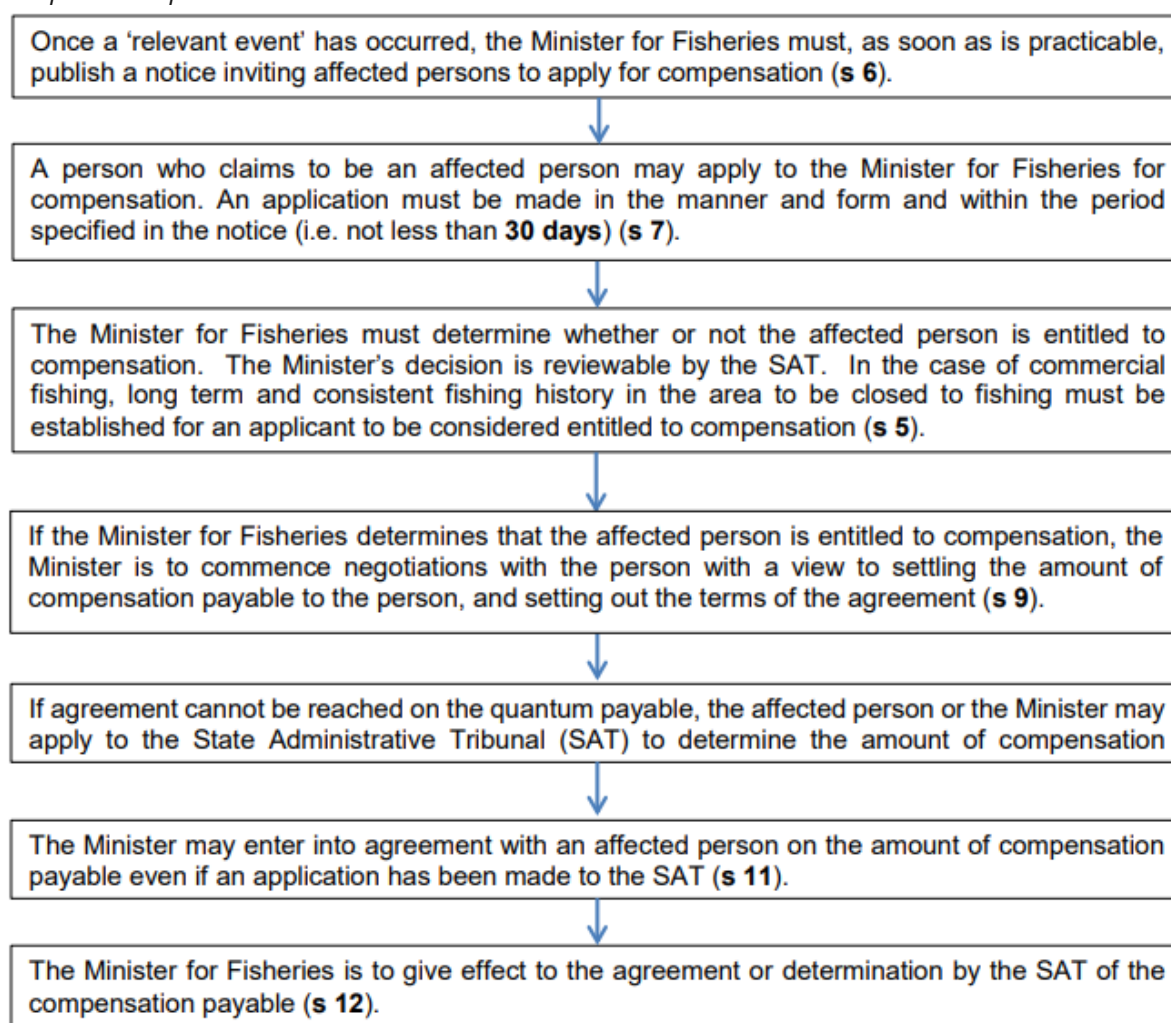 Once a ‘relevant event’ has occurred, the Minister for Fisheries must, as soon as is practicable,
publish a notice inviting affected persons to apply for compensation (s 6).
A person who claims to be an affected person may apply to the Minister for Fisheries for
compensation. An application must be made in the manner and form and within the period
specified in the notice (i.e. not less than 30 days) (s 7).
The Minister for Fisheries must determine whether or not the affected person is entitled to
compensation. The Minister’s decision is reviewable by the SAT. In the case of commercial
fishing, long term and consistent fishing history in the area to be closed to fishing must be
established for an applicant to be considered entitled to compensation (s 5).
If the Minister for Fisheries determines that the affected person is entitled to compensation, the
Minister is to commence negotiations with the person with a view to settling the amount of
compensation payable to the person, and setting out the terms of the agreement (s 9).
If agreement cannot be reached on the quantum payable, the affected person or the Minister may
apply to the State Administrative Tribunal (SAT) to determine the amount of compensation
The Minister may enter into agreement with an affected person on the amount of compensation
payable even if an application has been made to the SAT (s 11).
The Minister for Fisheries is to give effect to the agreement or determination by the SAT of the
compensation payable (s 12).